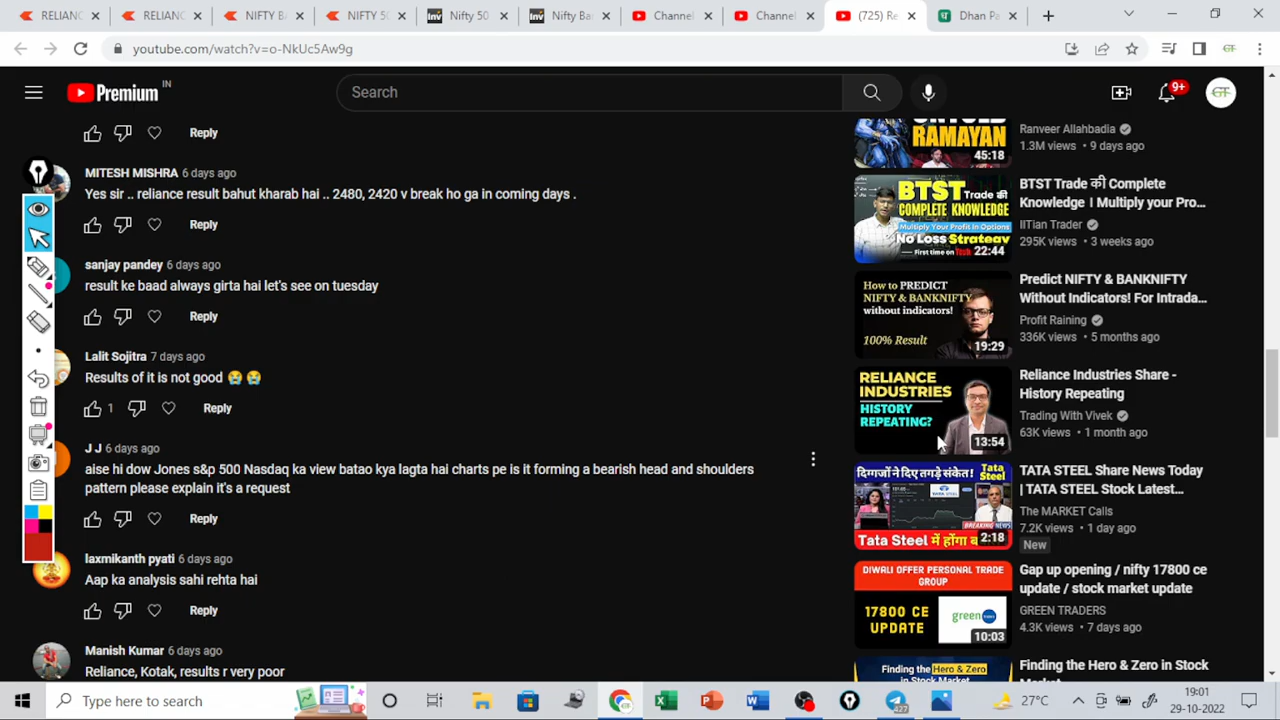 RELIANC
RELIANC
NIFTY BA
NIFTY 50
Nifty 50
Nifty Ban
Channel
Channel
(725) Re
Dhan Pa
youtube.com/watch?v=o-NkUc5Aw9g
Premium IN
Search
9+
GT
Reply
MITESH MISHRA 6 days ago
Yes sir .. reliance resalt bahut kharab hai .. 2480, 2420 v break ho ga in coming days .
Reply
sanjay pandey 6 days ago
result ke baad always girta hai let's see on tuesday
Reply
Lalit Sojitra 7 days ago
Results of it is not good 😭😭
1 Reply
J J 6 days ago
aise hi dow Jones s&p 500 Nasdaq ka view batao kya lagta hai charts pe is it forming a bearish head and shoulders
pattern please explain it's a request
Reply
laxmikanth pyati 6 days ago
Aap ka analysis sahi rehta hai
Reply
Manish Kumar 6 days ago
Reliance, Kotak, results r very poor
UNTOLD
RAMAYAN
45:18
Ranveer Allahbadia
1.3M views • 9 days ago
BTST Trade की
COMPLETE KNOWLEDGE
Multiply Your Profit in Options
No Loss Strategy
First time on
22:44
BTST Trade की Complete
Knowledge | Multiply your Pro...
IITian Trader
295K views • 3 weeks ago
How to PREDICT
NIFTY & BANKNIFTY
without indicators!
100% Result
19:29
Predict NIFTY & BANKNIFTY
Without Indicators! For Intrada...
Profit Raining
336K views • 5 months ago
RELIANCE
INDUSTRIES
HISTORY
REPEATING?
13:54
Reliance Industries Share -
History Repeating
Trading With Vivek
63K views • 1 month ago
दिग्गजों ने दिए तगड़े संकेत!
Tata
Steel
BREAKING NEWS
Tata Steel में होंगा
2:18
TATA STEEL Share News Today
| TATA STEEL Stock Latest...
The MARKET Calls
7.2K views • 1 day ago
New
DIWALI OFFER PERSONAL TRADE
GROUP
17800 CE
UPDATE
green
10:03
Gap up opening / nifty 17800 ce
update / stock market update
GREEN TRADERS
4.3K views • 7 days ago
Finding the Hero & Zero
in Stock
Finding the Hero & Zero in Stock
Market
Type here to search
427
27°C
19:01
29-10-2022